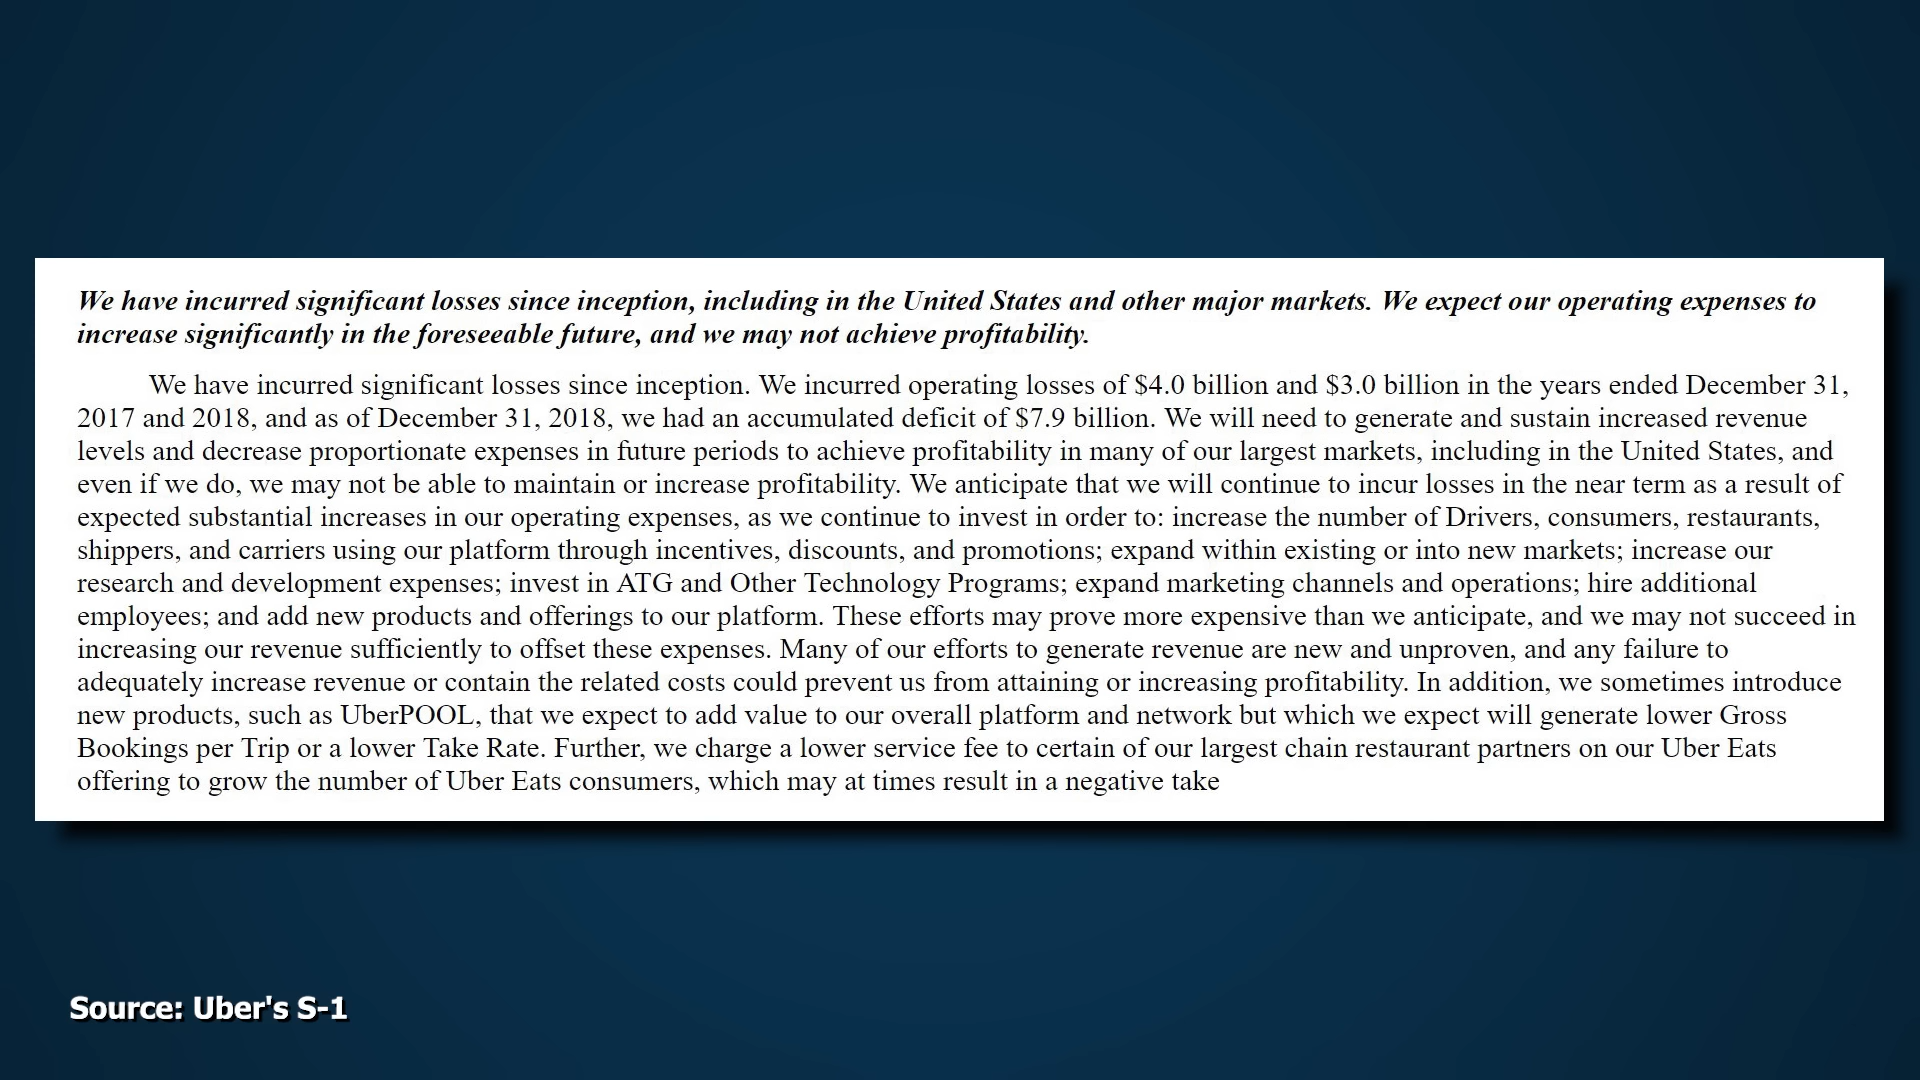 We have incurred significant losses since inception, including in the United States and other major markets. We expect our operating expenses to
increase significantly in the foreseeable future, and we may not achieve profitability.
We have incurred significant losses since inception. We incurred operating losses of $4.0 billion and $3.0 billion in the years ended December 31,
2017 and 2018, and as of December 31, 2018, we had an accumulated deficit of $7.9 billion. We will need to generate and sustain increased revenue
levels and decrease proportionate expenses in future periods to achieve profitability in many of our largest markets, including in the United States, and
even if we do, we may not be able to maintain or increase profitability. We anticipate that we will continue to incur losses in the near term as a result of
expected substantial increases in our operating expenses, as we continue to invest in order to: increase the number of Drivers, consumers, restaurants,
shippers, and carriers using our platform through incentives, discounts, and promotions; expand within existing or into new markets; increase our
research and development expenses; invest in ATG and Other Technology Programs; expand marketing channels and operations; hire additional
employees; and add new products and offerings to our platform. These efforts may prove more expensive than we anticipate, and we may not succeed in
increasing our revenue sufficiently to offset these expenses. Many of our efforts to generate revenue are new and unproven, and any failure to
adequately increase revenue or contain the related costs could prevent us from attaining or increasing profitability. In addition, we sometimes introduce
new products, such as UberPOOL, that we expect to add value to our overall platform and network but which we expect will generate lower Gross
Bookings per Trip or a lower Take Rate. Further, we charge a lower service fee to certain of our largest chain restaurant partners on our Uber Eats
offering to grow the number of Uber Eats consumers, which may at times result in a negative take
Source: Uber's S-1